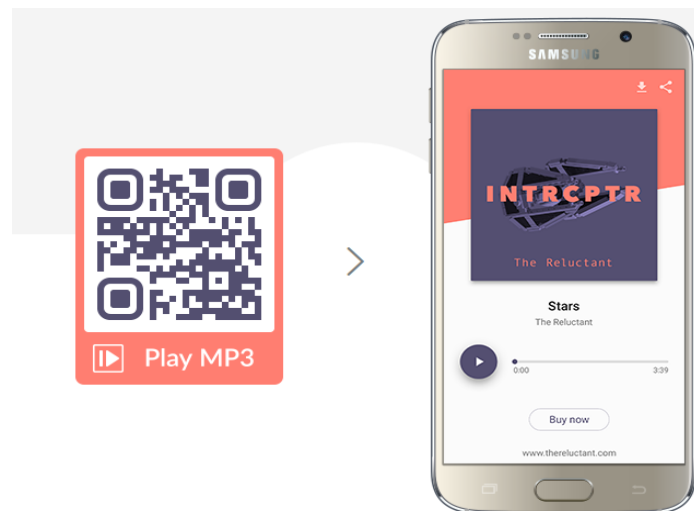 Play MP3
SAMSUNG
INTRCPTR
The Reluctant
Stars
The Reluctant
0:00
3:39
Buy now
www.thereluctant.com